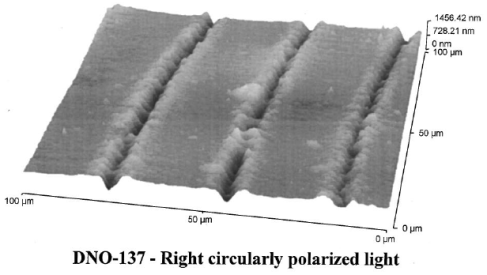 1456.42 nm
728.21 nm
0 nm
100 µm
50 µm
0 µm
100 µm
50 µm
0 µm
DNO-137 - Right circularly polarized light